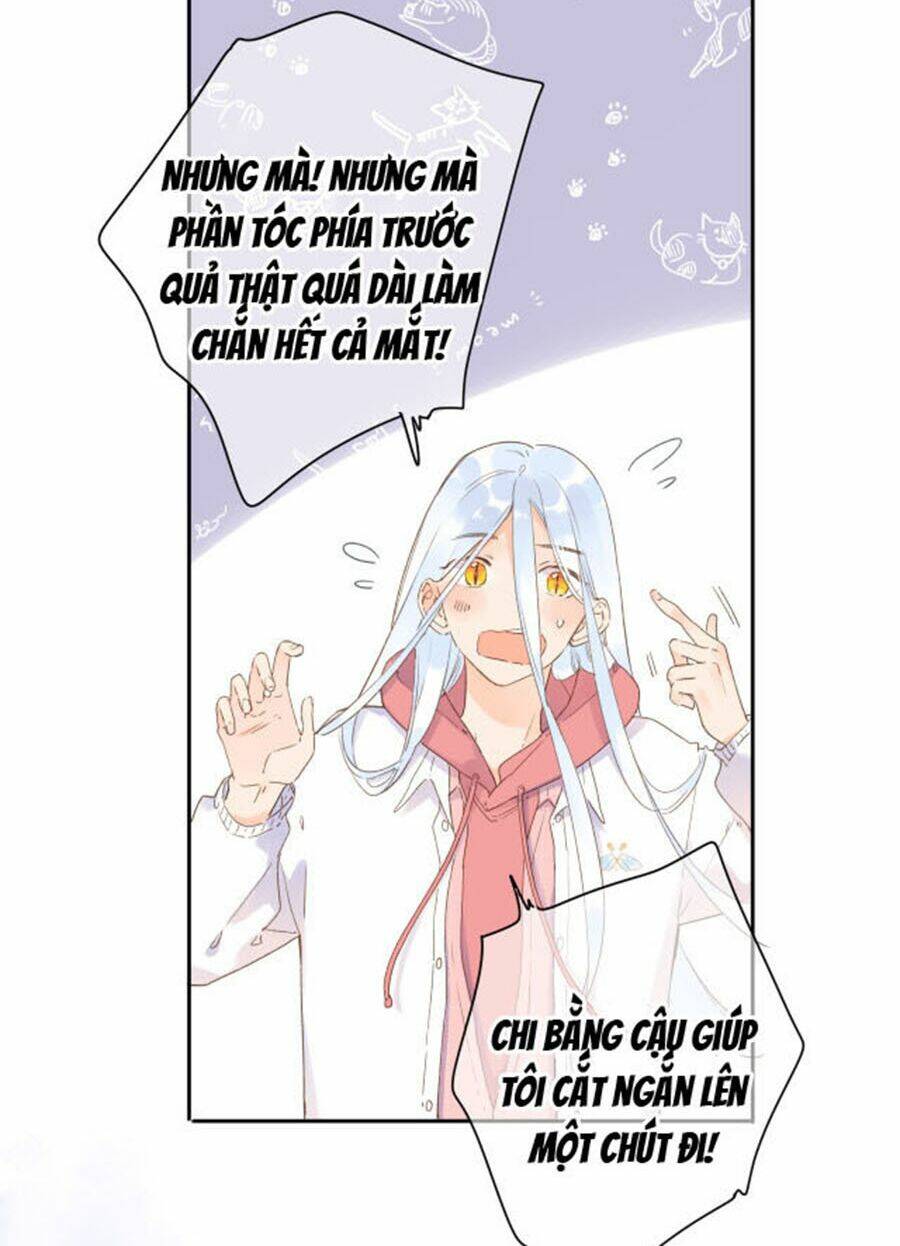 NHƯNG MÀ! NHƯNG MÀ
PHẦN TÓC PHÍA TRƯỚC
QUẢ THẬT QUÁ DÀI LÀM
CHẮN HẾT CẢ MẮT!
meow
CHI BẰNG CẬU GIÚP
TÔI CẮT NGẮN LÊN
MỘT CHÚT ĐI!